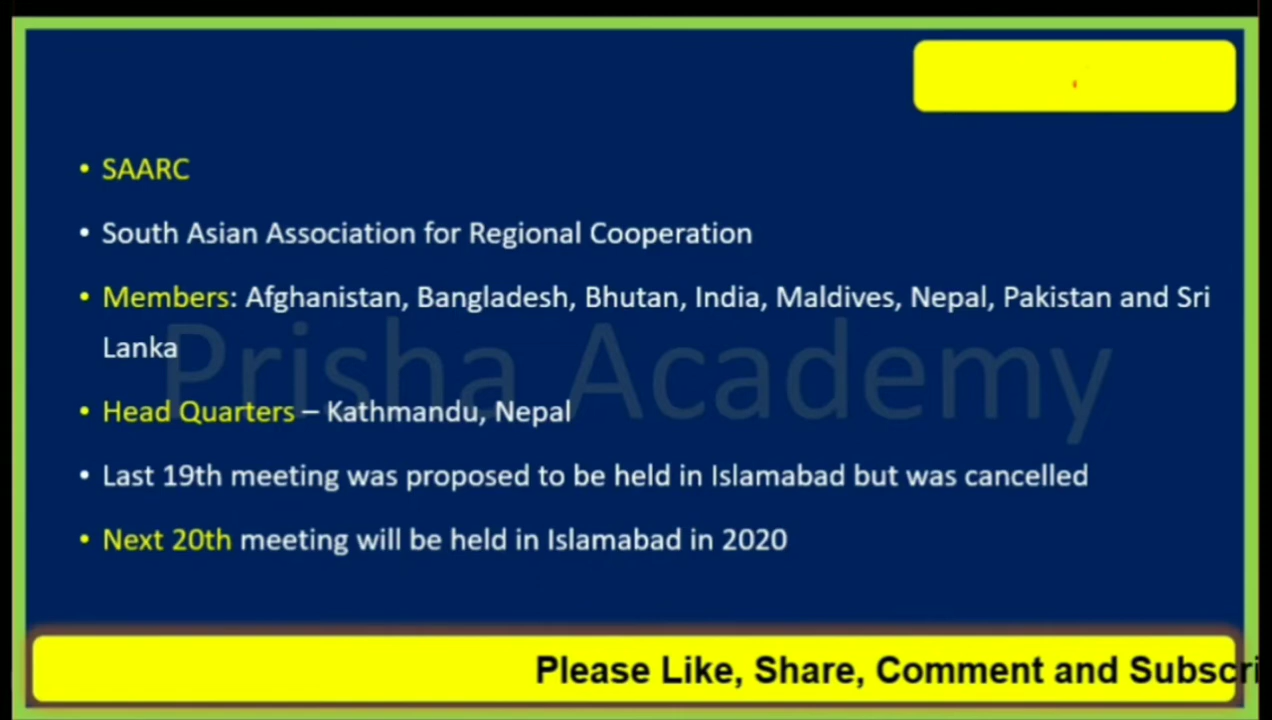 • SAARC
• South Asian Association for Regional Cooperation
• Members: Afghanistan, Bangladesh, Bhutan, India, Maldives, Nepal, Pakistan and Sri
Lanka
Prisha Academy
• Head Quarters – Kathmandu, Nepal
• Last 19th meeting was proposed to be held in Islamabad but was cancelled
• Next 20th meeting will be held in Islamabad in 2020
Please Like, Share, Comment and Subscri